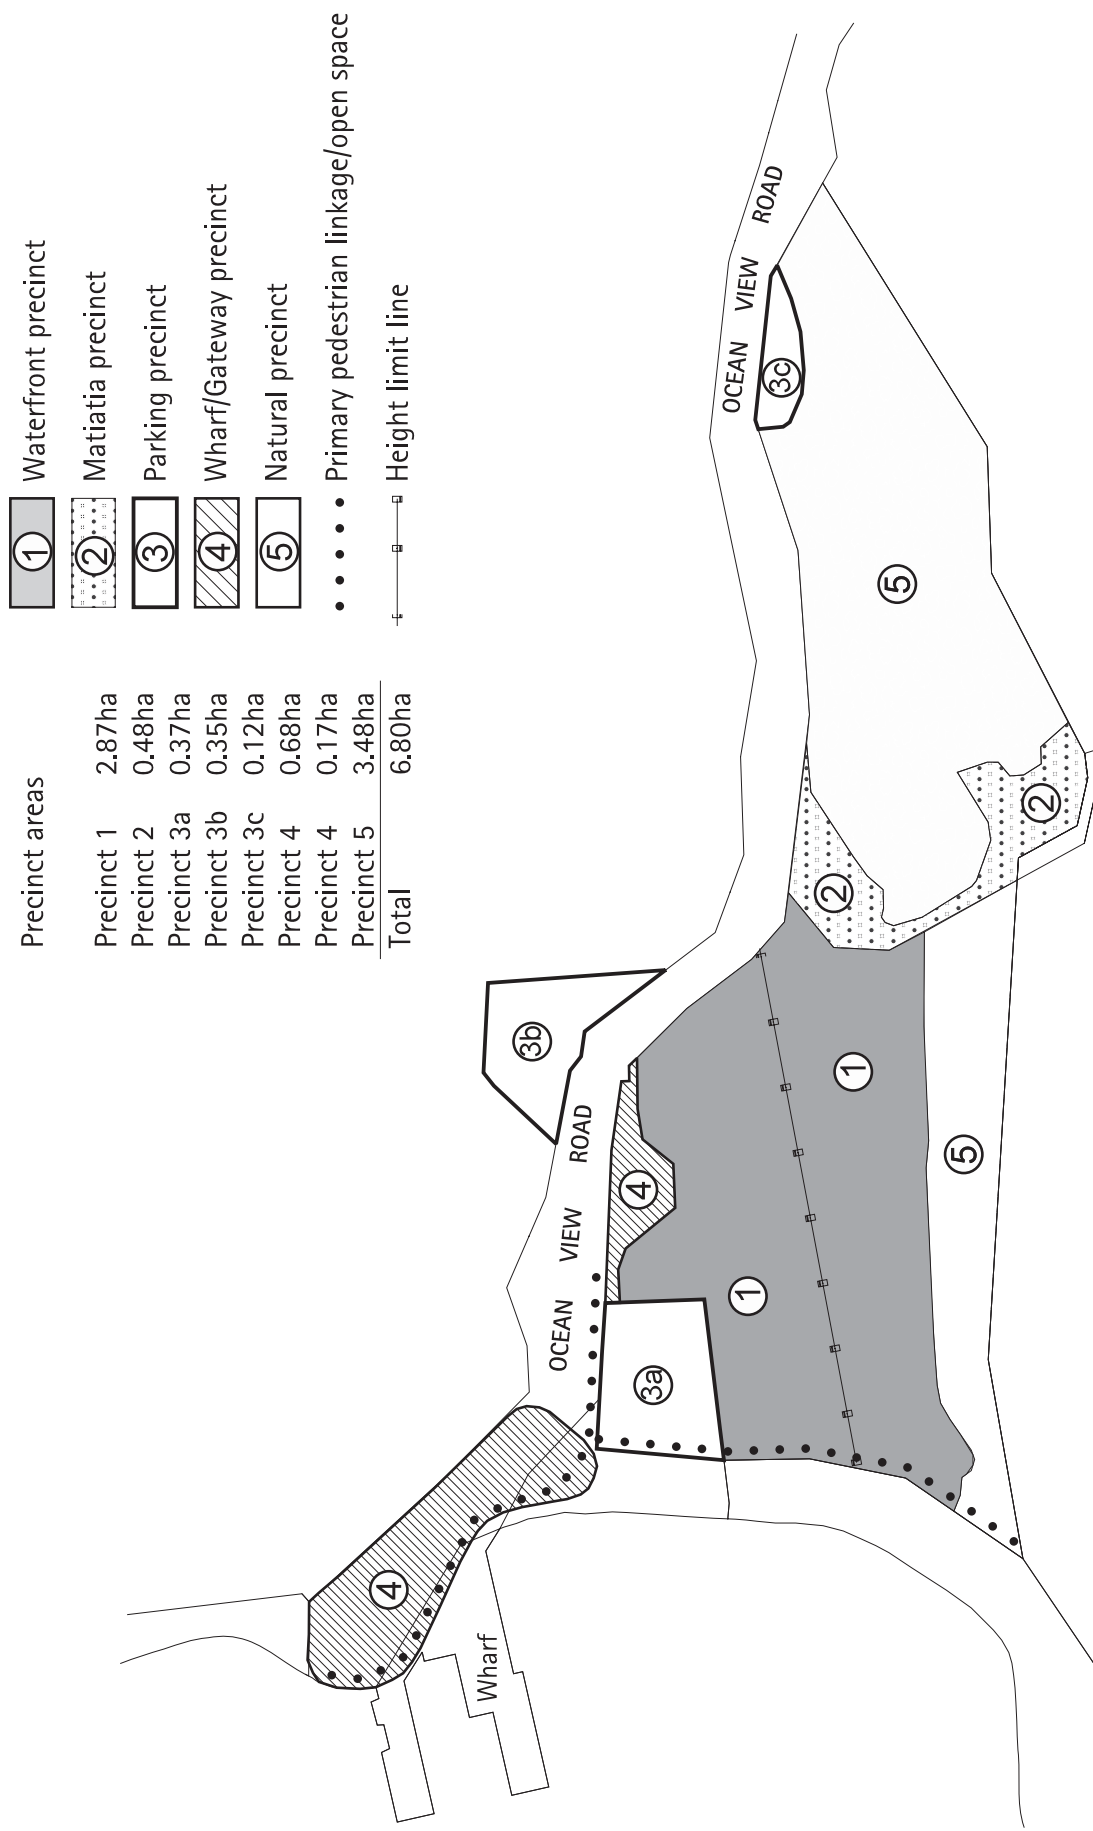 Precinct areas
Precinct 1 2.87ha
Precinct 2 0.48ha
Precinct 3a 0.37ha
Precinct 3b 0.35ha
Precinct 3c 0.12ha
Precinct 4 0.68ha
Precinct 4 0.17ha
Precinct 5 3.48ha
Total 6.80ha
1 Waterfront precinct
2 Matiatia precinct
3 Parking precinct
4 Wharf/Gateway precinct
5 Natural precinct
Primary pedestrian linkage/open space
Height limit line
4
Wharf
OCEAN VIEW ROAD
3b
3a
4
1
1
5
2
2
5
OCEAN VIEW ROAD
3c